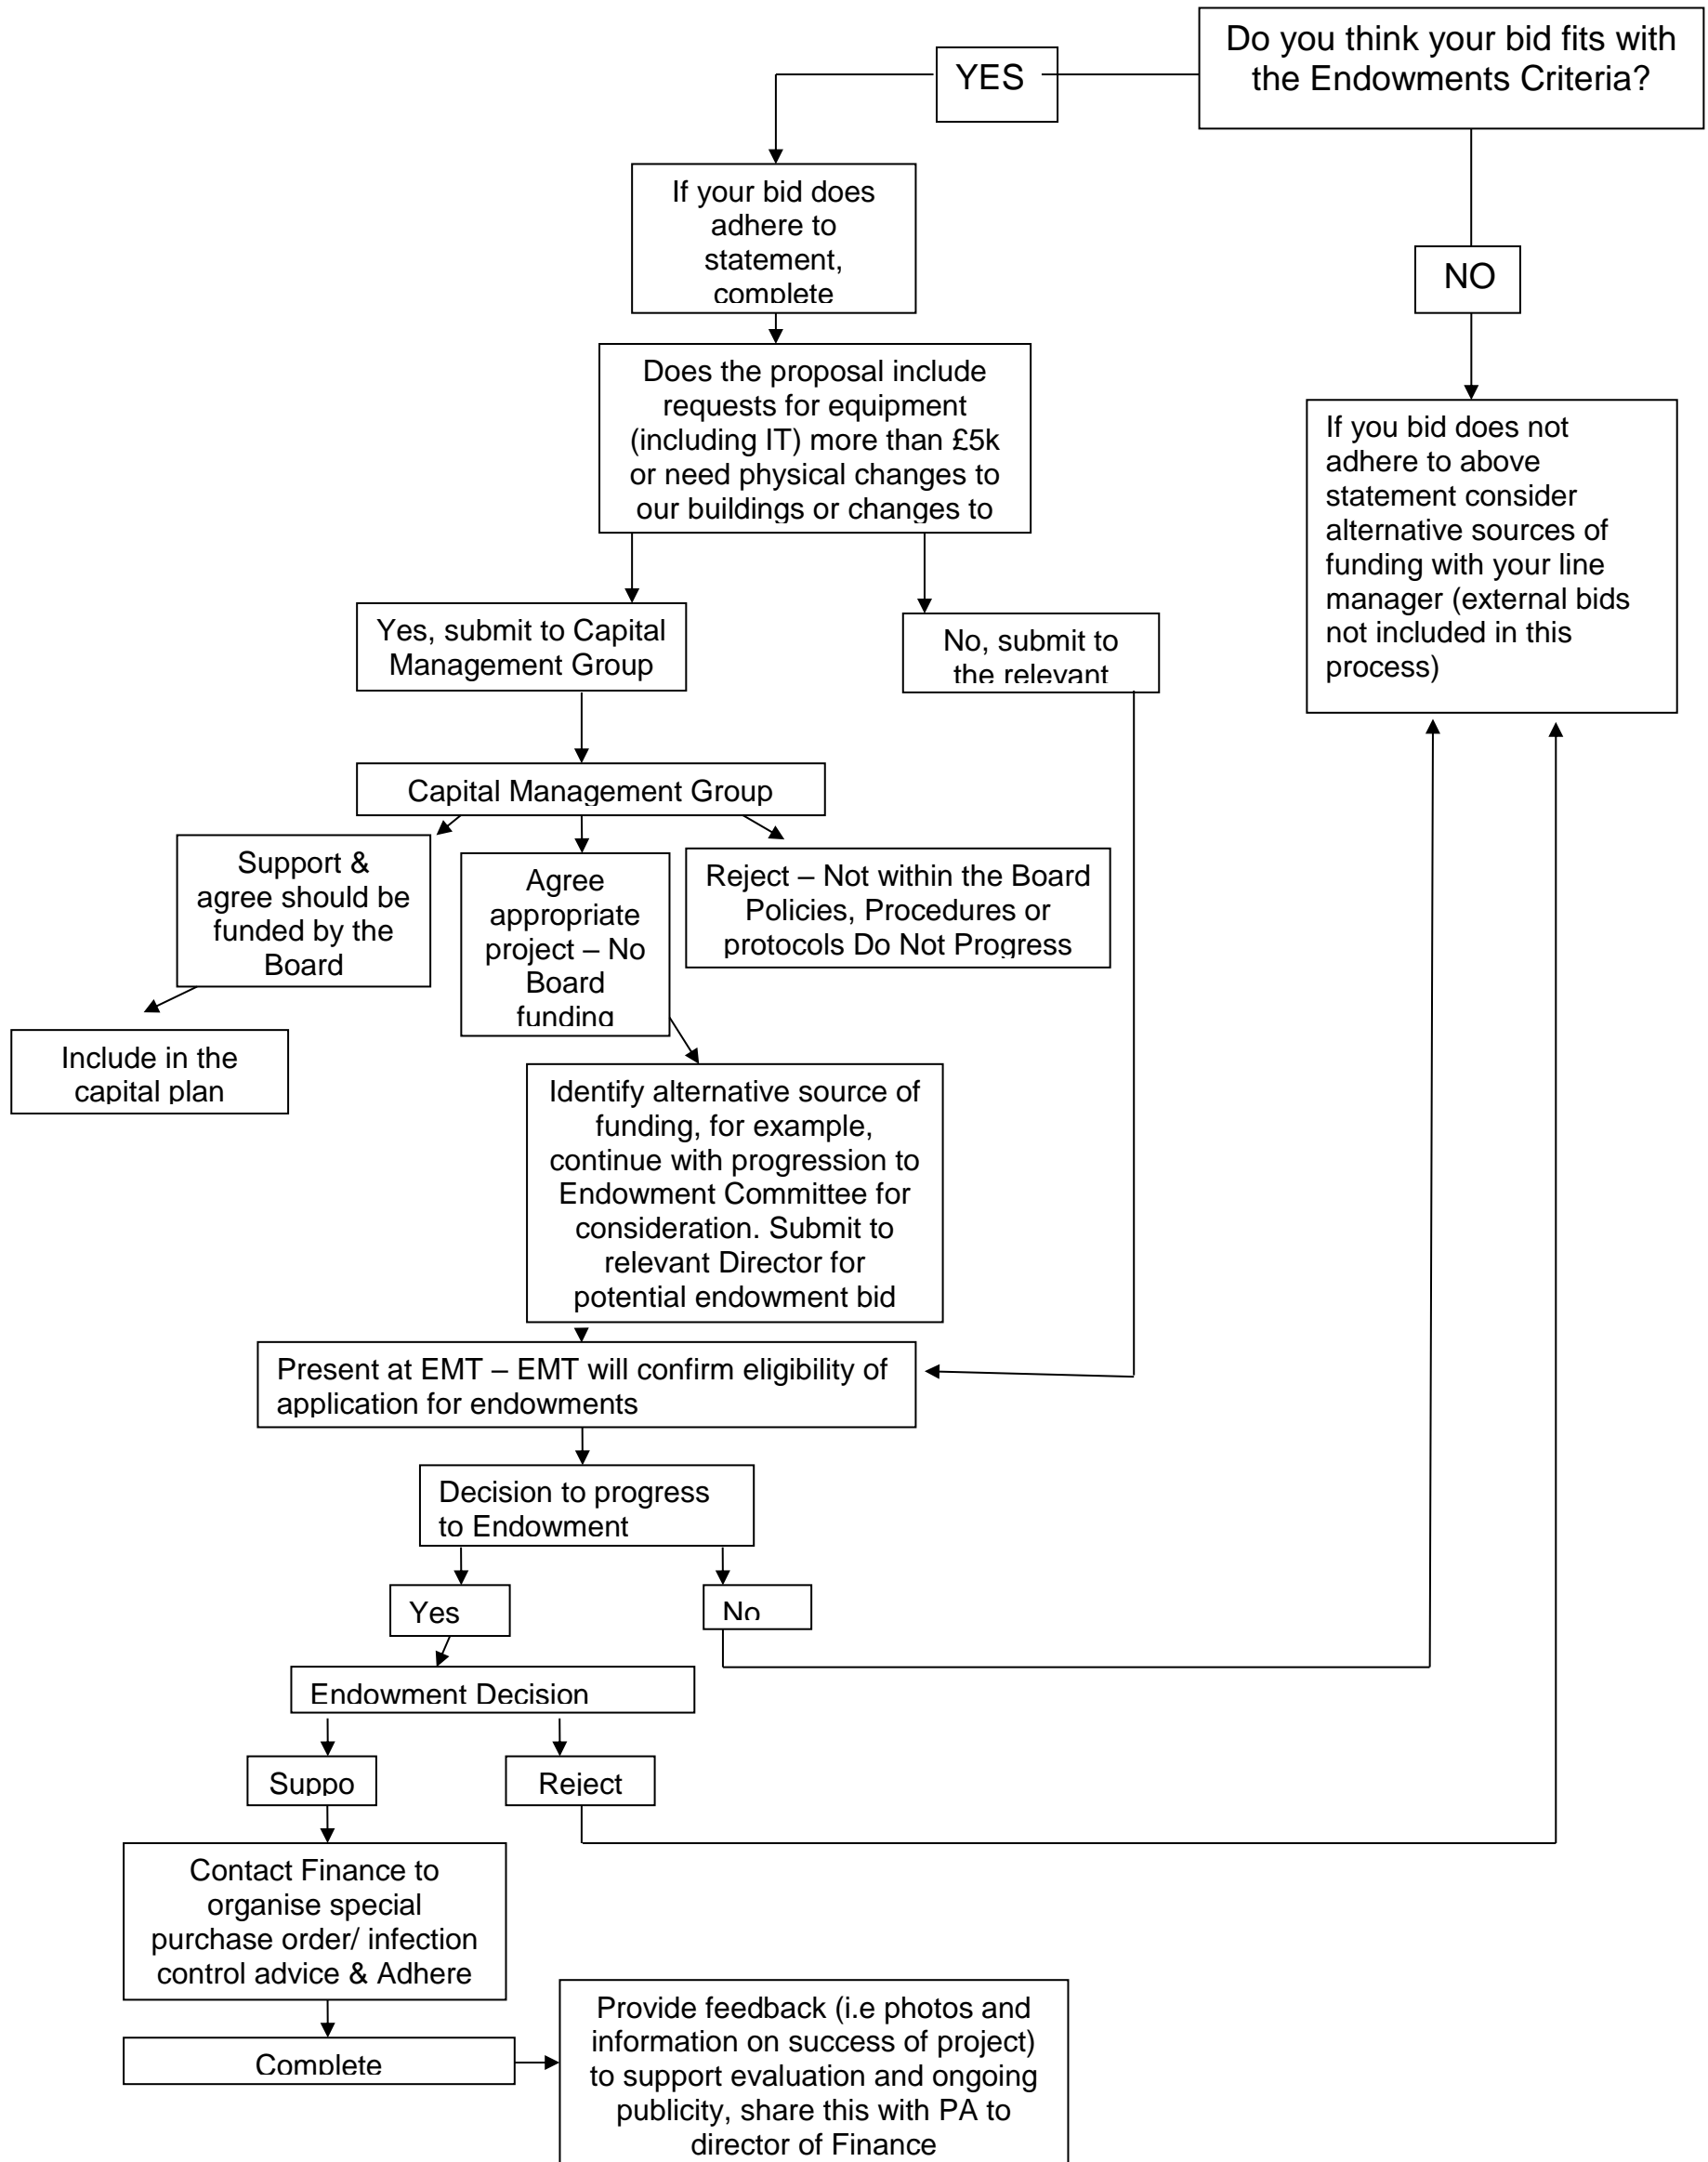 Do you think your bid fits with
the Endowments Criteria?
YES
NO
If your bid does
adhere to
statement,
complete
Does the proposal include
requests for equipment
(including IT) more than £5k
or need physical changes to
our buildings or changes to
If you bid does not
adhere to above
statement consider
alternative sources of
funding with your line
manager (external bids
not included in this
process)
Yes, submit to Capital
Management Group
No, submit to
the relevant
Capital Management Group
Support &
agree should be
funded by the
Board
Agree
appropriate
project – No
Board
funding
Reject – Not within the Board
Policies, Procedures or
protocols Do Not Progress
Include in the
capital plan
Identify alternative source of
funding, for example,
continue with progression to
Endowment Committee for
consideration. Submit to
relevant Director for
potential endowment bid
Present at EMT – EMT will confirm eligibility of
application for endowments
Decision to progress
to Endowment
Yes
No
Endowment Decision
Suppo
Reject
Contact Finance to
organise special
purchase order/ infection
control advice & Adhere
Complete
Provide feedback (i.e photos and
information on success of project)
to support evaluation and ongoing
publicity, share this with PA to
director of Finance